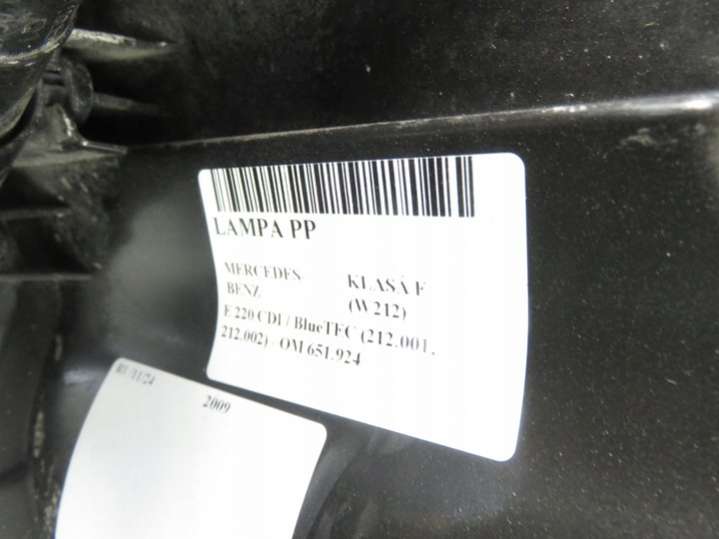 LAMPA PP
MERCEDES KLASA E
BENZ (W212)
E 220 CDI / BlueTEC (212.001,
212.002) - OM 651.924
2009